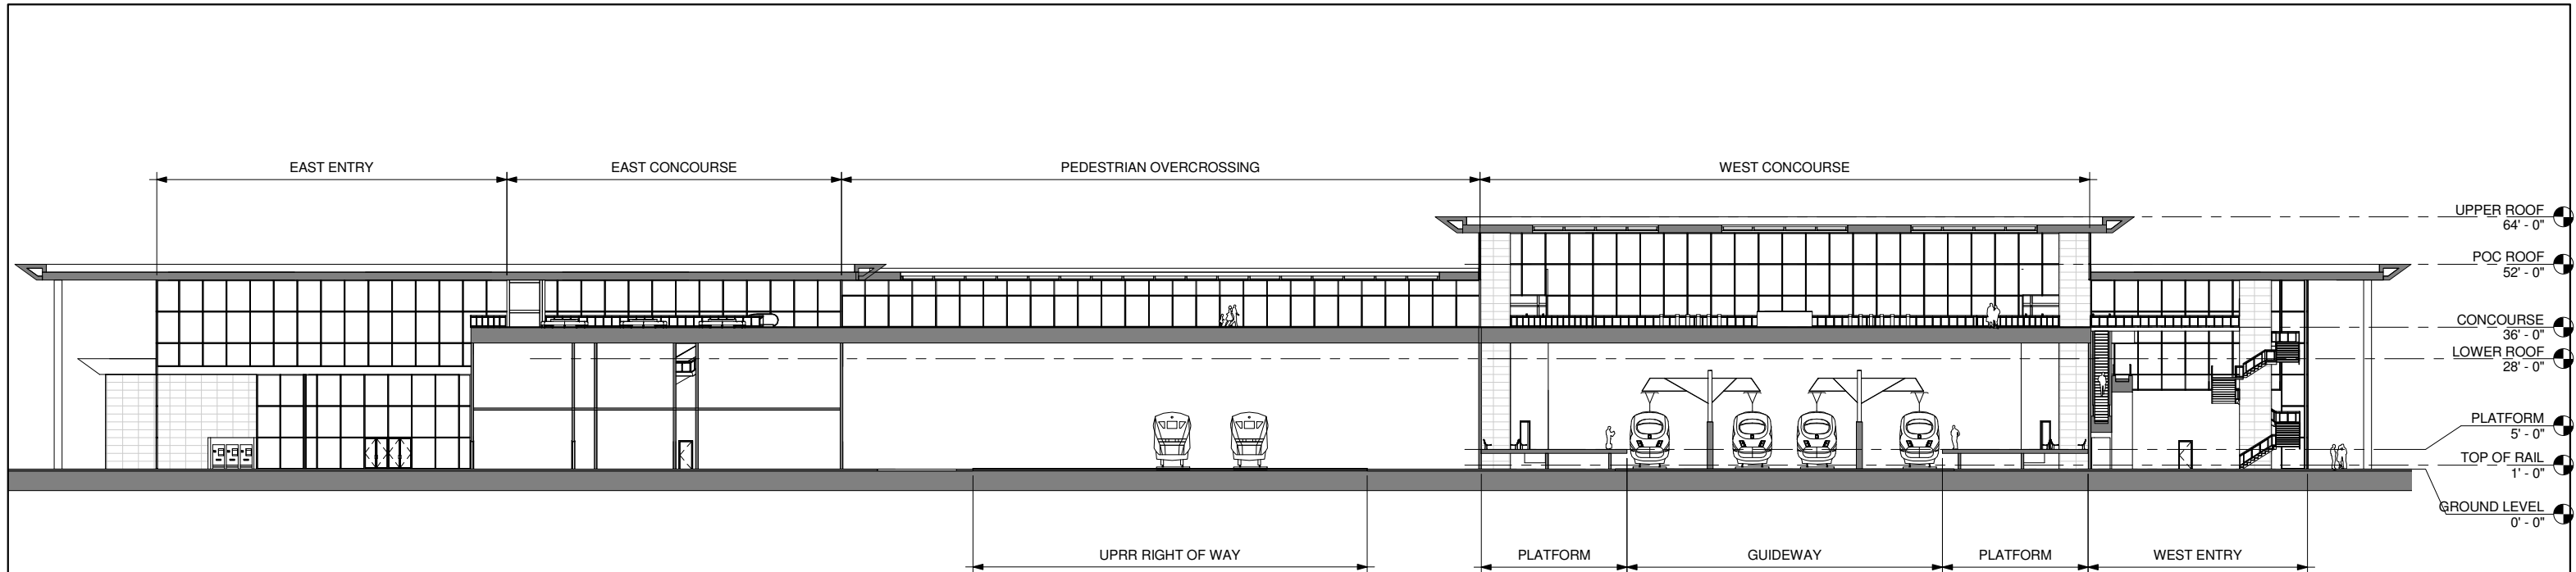 EAST ENTRY
EAST CONCOURSE
PEDESTRIAN OVERCROSSING
WEST CONCOURSE
UPPER ROOF
64' - 0"
POC ROOF
52' - 0"
CONCOURSE
36' - 0"
LOWER ROOF
28' - 0"
PLATFORM
5' - 0"
TOP OF RAIL
1' - 0"
GROUND LEVEL
0' - 0"
UPRR RIGHT OF WAY
PLATFORM
GUIDEWAY
PLATFORM
WEST ENTRY